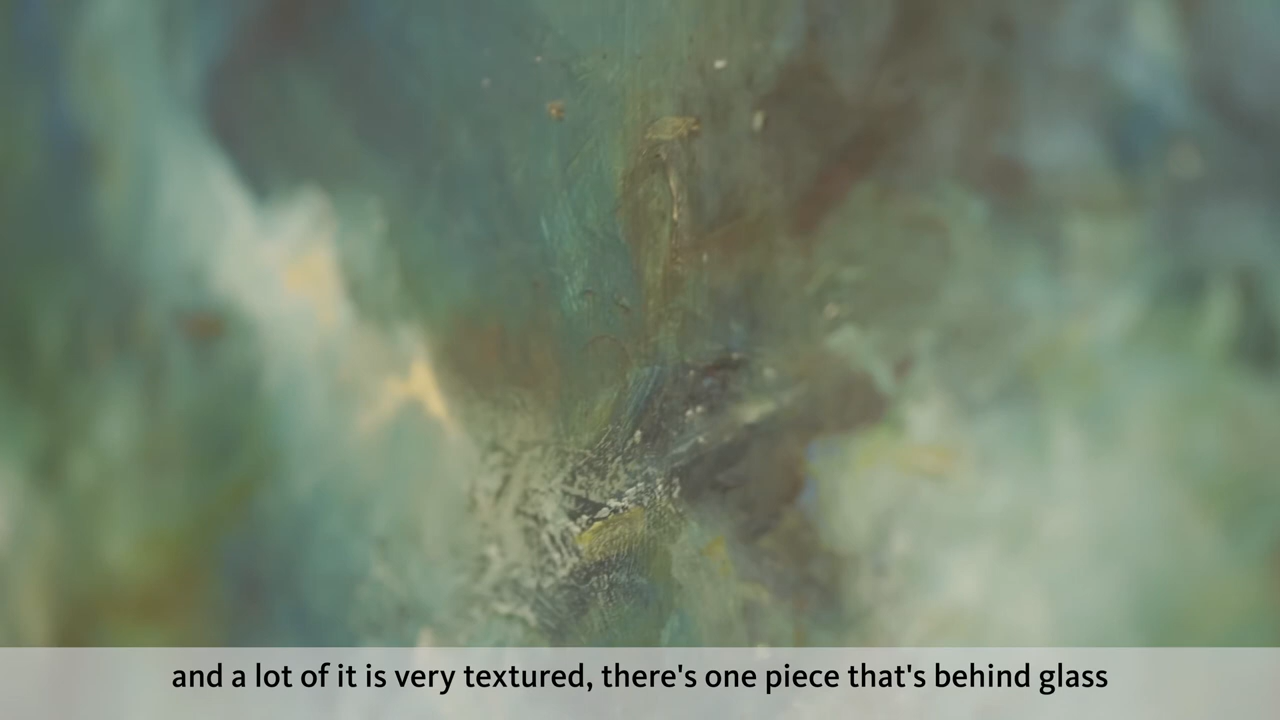 and a lot of it is very textured, there's one piece that's behind glass